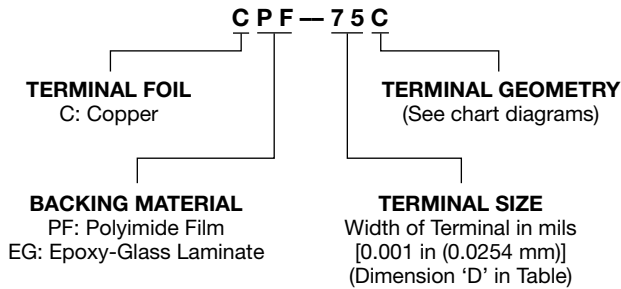 C P F — 7 5 C
TERMINAL FOIL
C: Copper
TERMINAL GEOMETRY
(See chart diagrams)
BACKING MATERIAL
PF: Polyimide Film
EG: Epoxy-Glass Laminate
TERMINAL SIZE
Width of Terminal in mils
[0.001 in (0.0254 mm)]
(Dimension ‘D’ in Table)